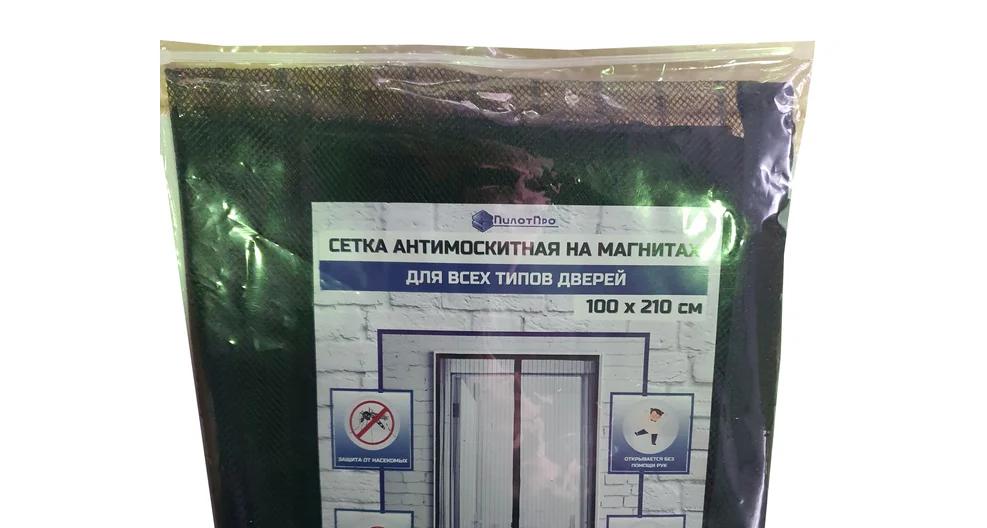 ПилотПро
СЕТКА АНТИМОСКИТНАЯ НА МАГНИТАХ
ДЛЯ ВСЕХ ТИПОВ ДВЕРЕЙ
100 х 210 см
ЗАЩИТА ОТ НАСЕКОМЫХ
ОТКРЫВАЕТСЯ БЕЗ
ПОМОЩИ РУК